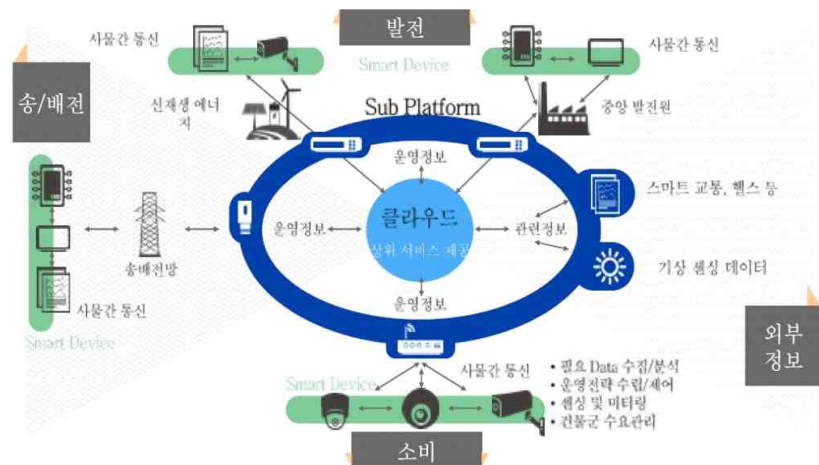 발전
사물간 통신
Smart Device
사물간 통신
송/배전
신재생 에너
지
Sub Platform
중앙 발전원
운영정보
스마트 교통, 헬스 등
클라우드
운영정보
관련정보
상위 서비스 제공
송배전망
기상 센싱 데이터
운영정보
사물간 통신
Smart Device
외부
정보
사물간 통신
Smart Device
• 필요 Data 수집/분석
• 운영전략 수립/제어
• 센싱 및 미터링
• 건물군 수요관리
소비